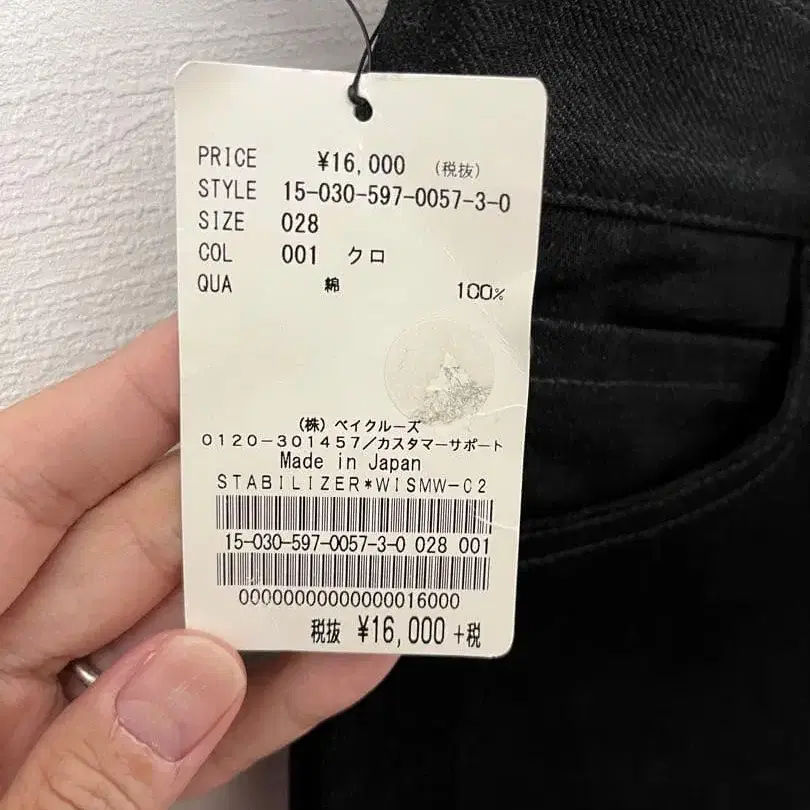 PRICE ¥16,000 (税抜)
STYLE 15-030-597-0057-3-0
SIZE 028
COL 001 クロ
QUA 綿 100%
(株) ベイクルーズ
0120-301457/カスタマーサポート
Made in Japan
STABILIZER*WISMW-C2
15-030-597-0057-3-0 028 001
000000000000000016000
税抜 ¥16,000 +税